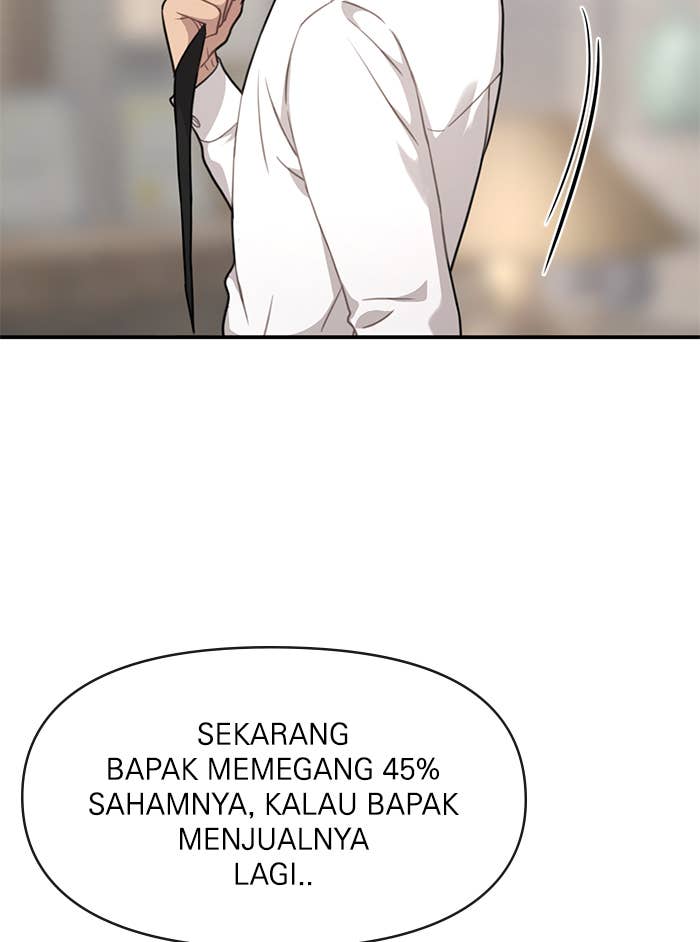 SEKARANG
BAPAK MEMEGANG 45%
SAHAMNYA, KALAU BAPAK
MENJUALNYA
LAGI..